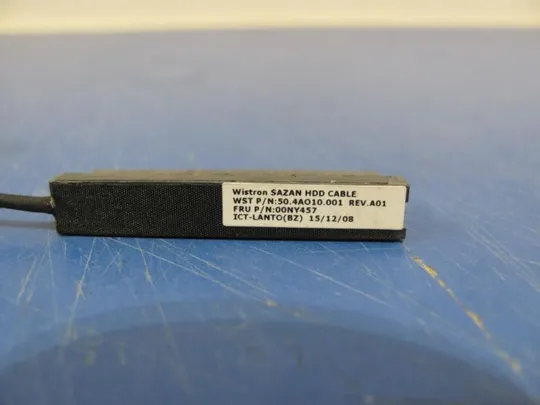 Wistron SAZAN HDD CABLE
WST P/N:50.4AO10.001 REV.A01
FRU P/N:00NY457
ICT-LANTO(BZ) 15/12/08